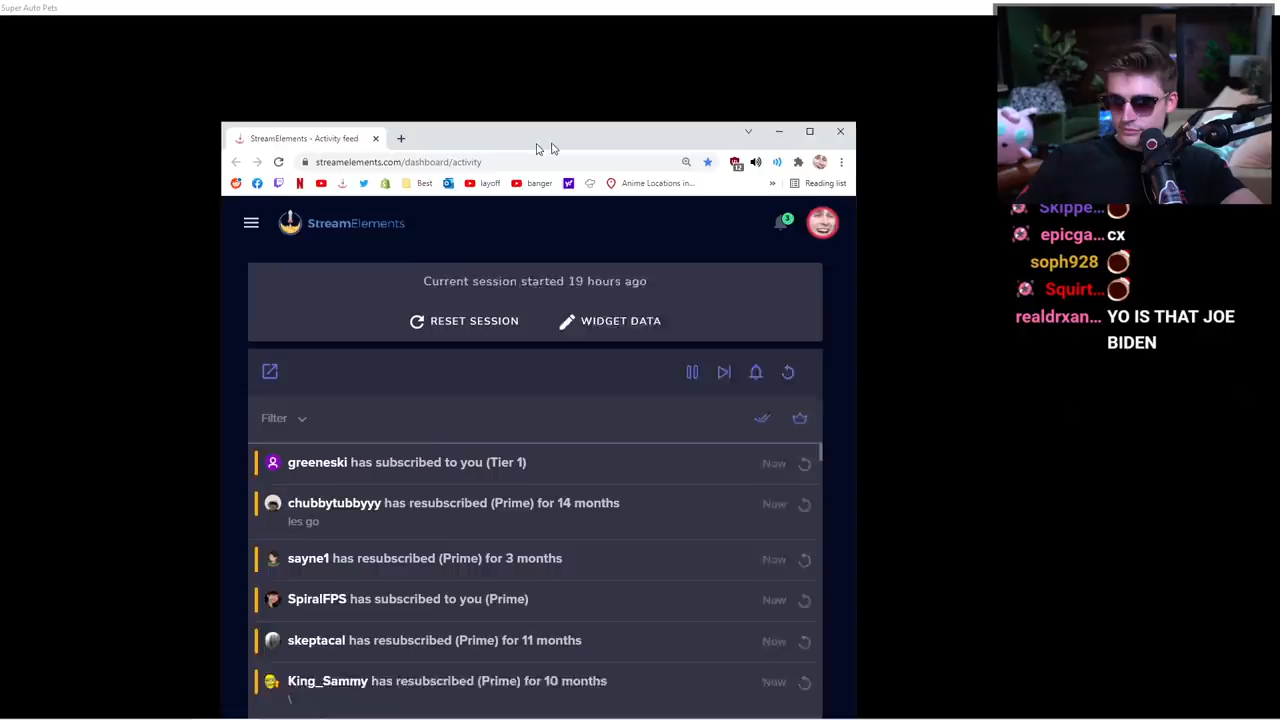 Super Auto Pets
StreamElements - Activity feed
streamelements.com/dashboard/activity
12
Best
layoff
banger
Anime Locations in...
»
Reading list
StreamElements
3
Current session started 19 hours ago
RESET SESSION
WIDGET DATA
Filter
greeneski has subscribed to you (Tier 1)
Now
chubbytubbyyy has resubscribed (Prime) for 14 months
Now
les go
sayne1 has resubscribed (Prime) for 3 months
Now
SpiralFPS has subscribed to you (Prime)
Now
skeptacal has resubscribed (Prime) for 11 months
Now
King_Sammy has resubscribed (Prime) for 10 months
Now
\
Skippe...
epicga... cx
soph928
Squirt...
realdrxan... YO IS THAT JOE
BIDEN